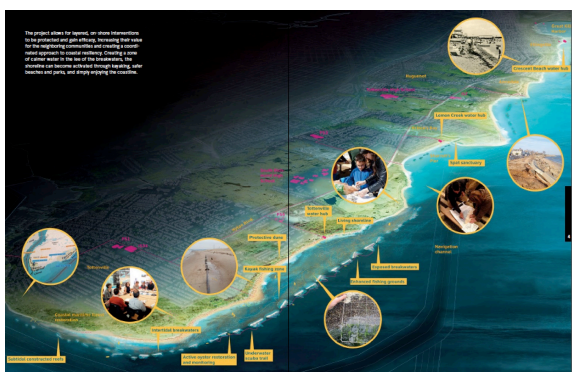 The project allows for layered, on-shore interventions
to be protected and gain efficacy, increasing their value
for the neighboring communities and creating a coordi-
nated approach to coastal resiliency. Creating a zone
of calmer water in the lee of the breakwaters, the
shoreline can become activated through kayaking, safer
beaches and parks, and simply enjoying the coastline.
Crescent Beach water hub
Lemon Creek water hub
Spat sanctuary
Tottenville
water hub
Living shoreline
Protective dune
Navigation
channel
Exposed breakwaters
Kayak fishing zone
Enhanced fishing grounds
Tottenville
Intertidal breakwaters
Subtidal constructed reefs
Active oyster restoration
and monitoring
Underwater
scuba trail